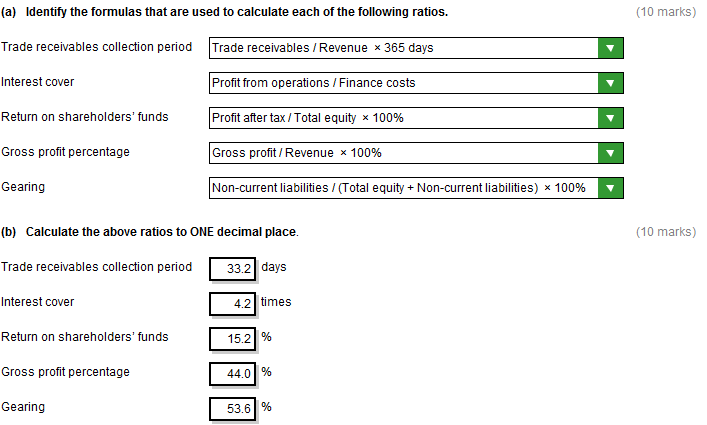 (a) Identify the formulas that are used to calculate each of the following ratios. (10 marks)
Trade receivables collection period Trade receivables / Revenue × 365 days
Interest cover Profit from operations / Finance costs
Return on shareholders' funds Profit after tax / Total equity × 100%
Gross profit percentage Gross profit / Revenue × 100%
Gearing Non-current liabilities / (Total equity + Non-current liabilities) × 100%
(b) Calculate the above ratios to ONE decimal place. (10 marks)
Trade receivables collection period 33.2 days
Interest cover 4.2 times
Return on shareholders' funds 15.2 %
Gross profit percentage 44.0 %
Gearing 53.6 %